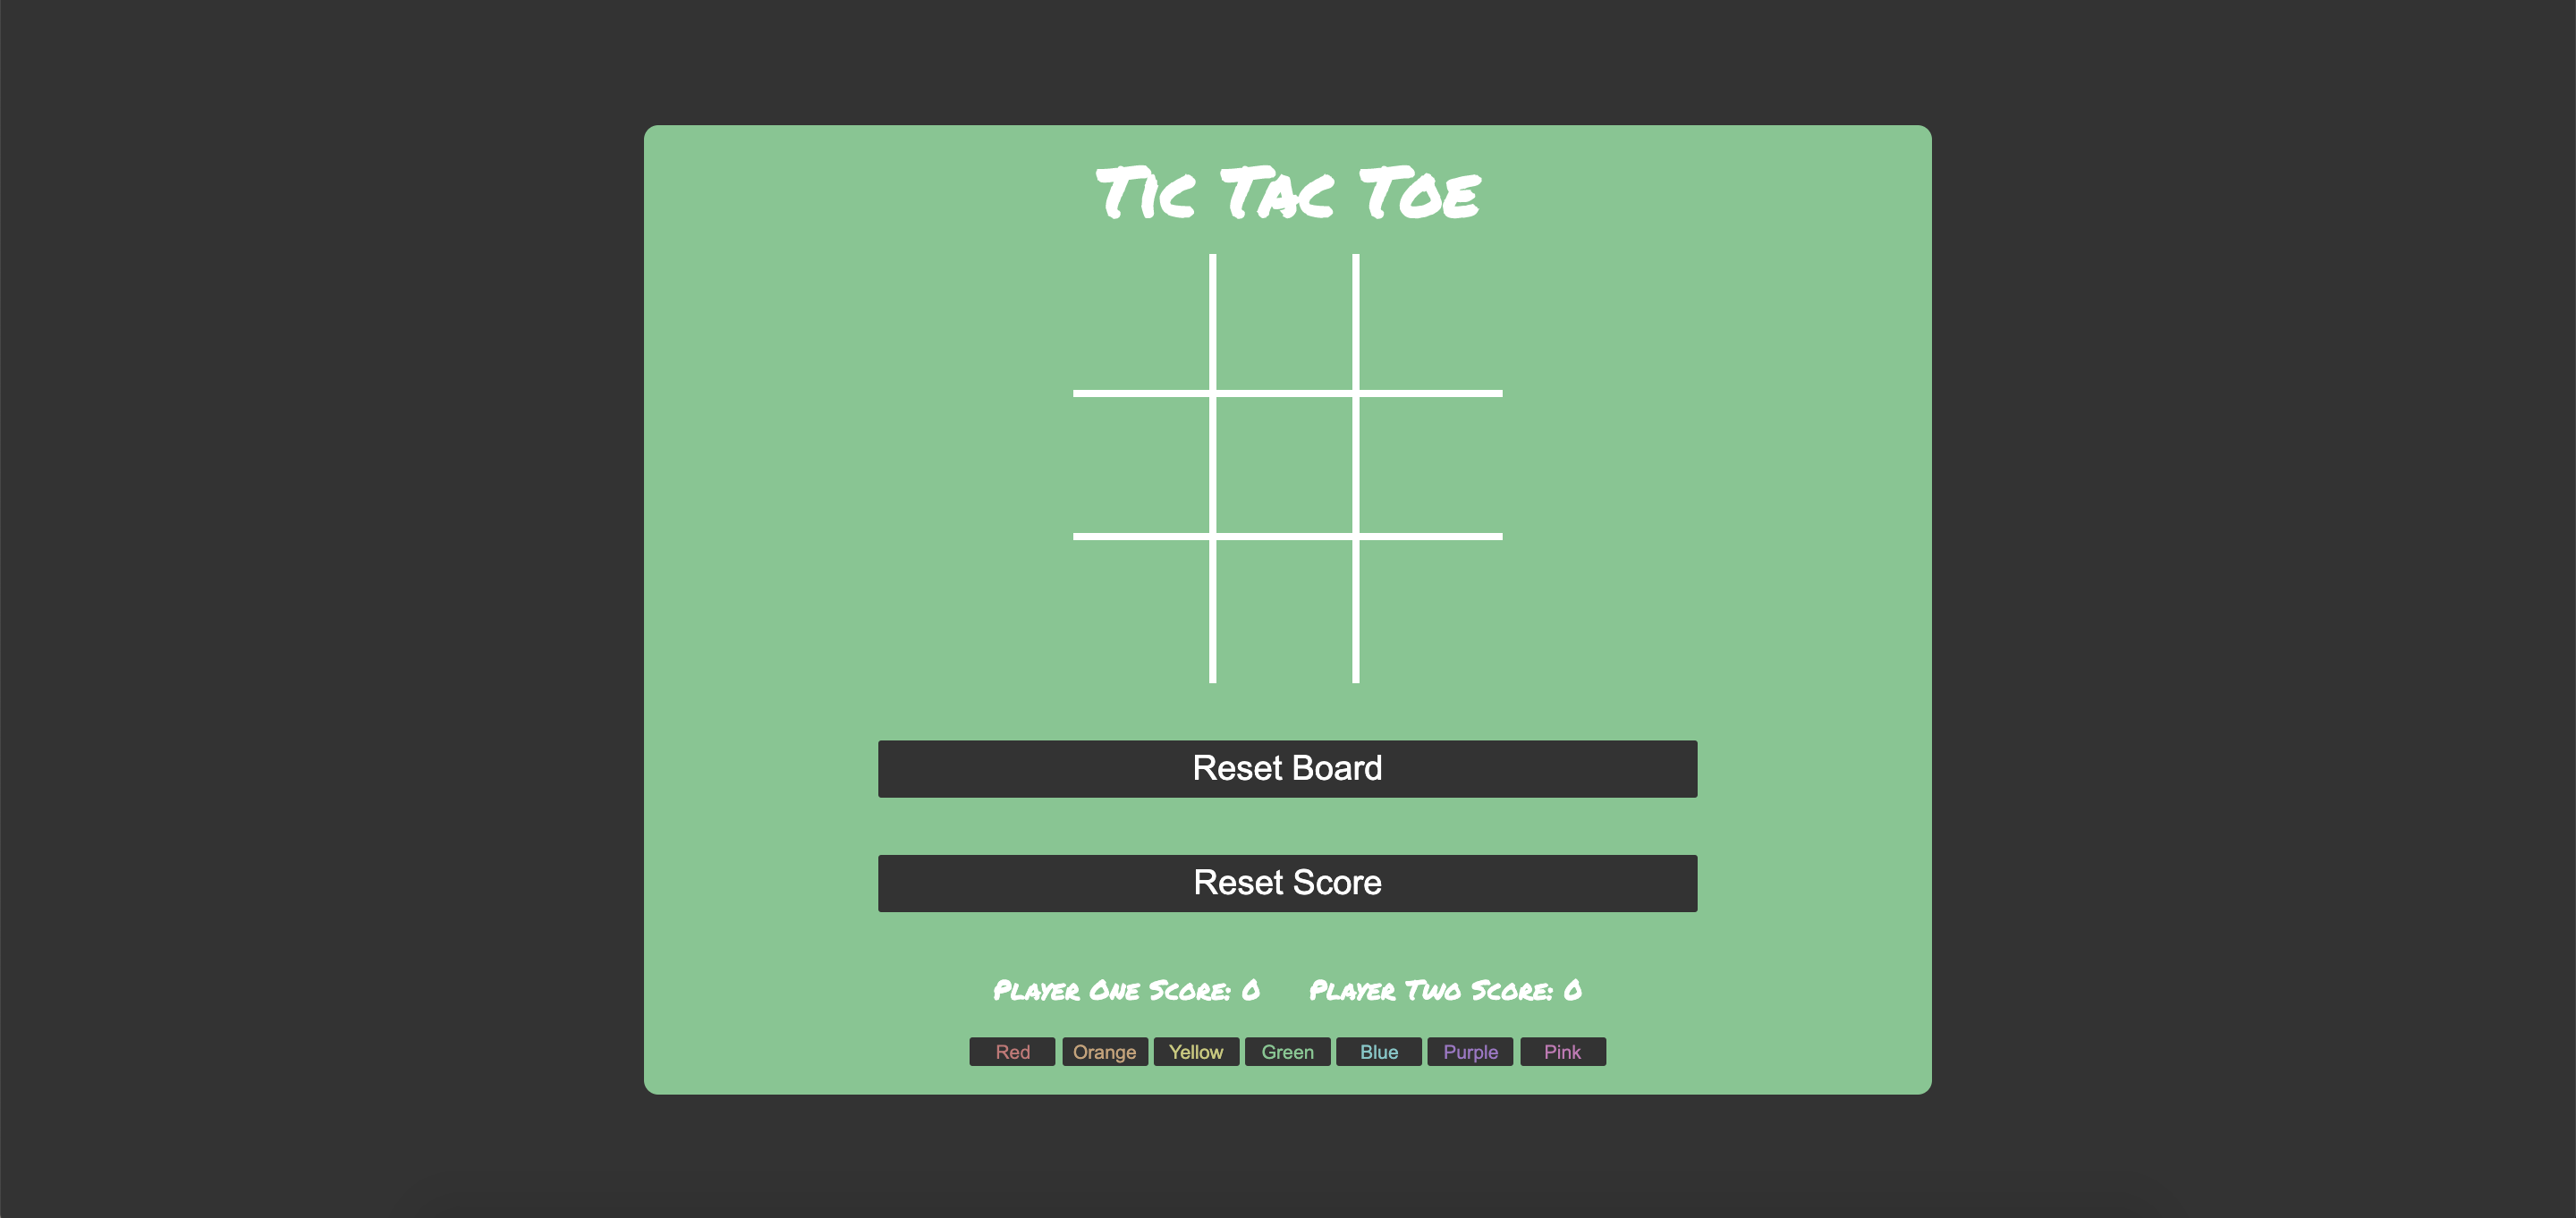 Tic Tac Toe
Reset Board
Reset Score
Player One Score: 0 Player Two Score: 0
Red Orange Yellow Green Blue Purple Pink